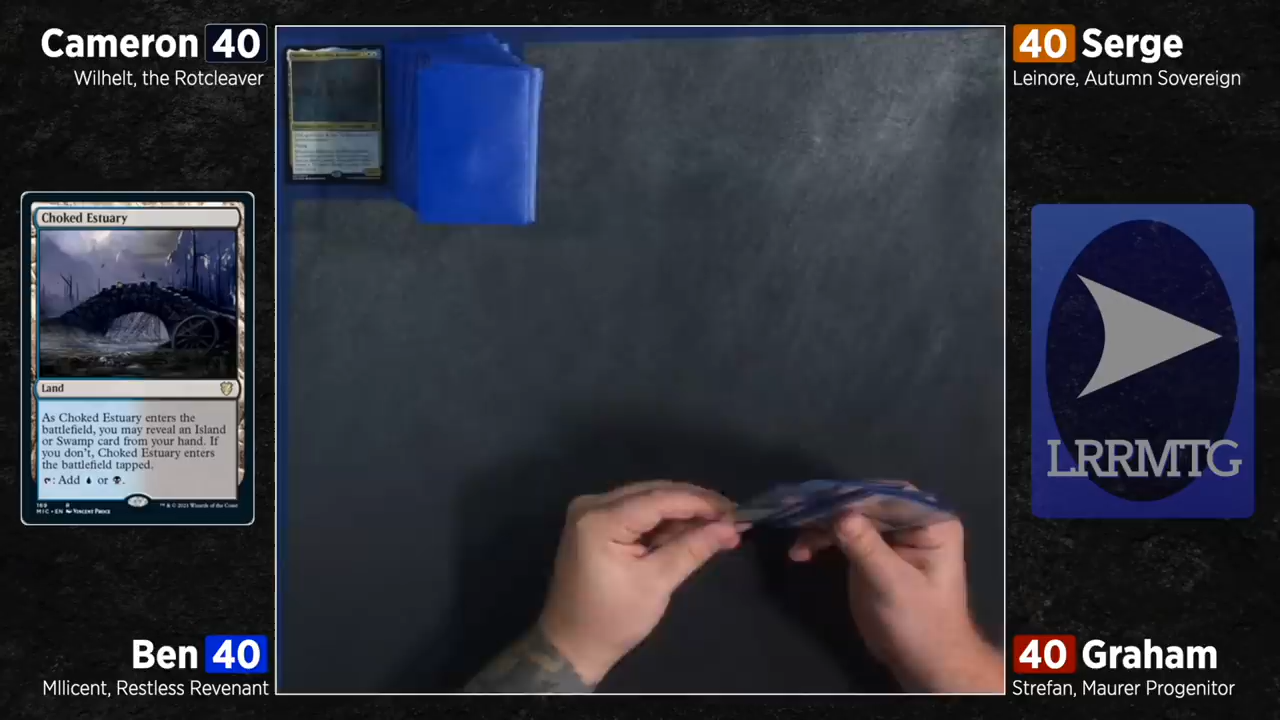 Cameron 40
Wilhelt, the Rotcleaver
40 Serge
Leinore, Autumn Sovereign
Choked Estuary
Land
As Choked Estuary enters the
battlefield, you may reveal an Island
or Swamp card from your hand. If
you don't, Choked Estuary enters
the battlefield tapped.
: Add or .
LRRMTG
Ben 40
MIlicent, Restless Revenant
40 Graham
Strefan, Maurer Progenitor